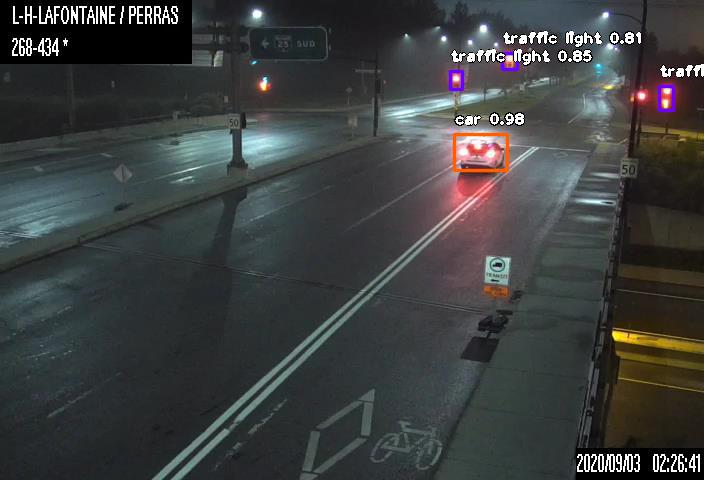 L-H-LAFONTAINE / PERRAS
268-434 *
25 SUD
traffic light 0.81
traffic light 0.85
traffi
car 0.98
50
50
TRANSIT
2020/09/03 02:26:41